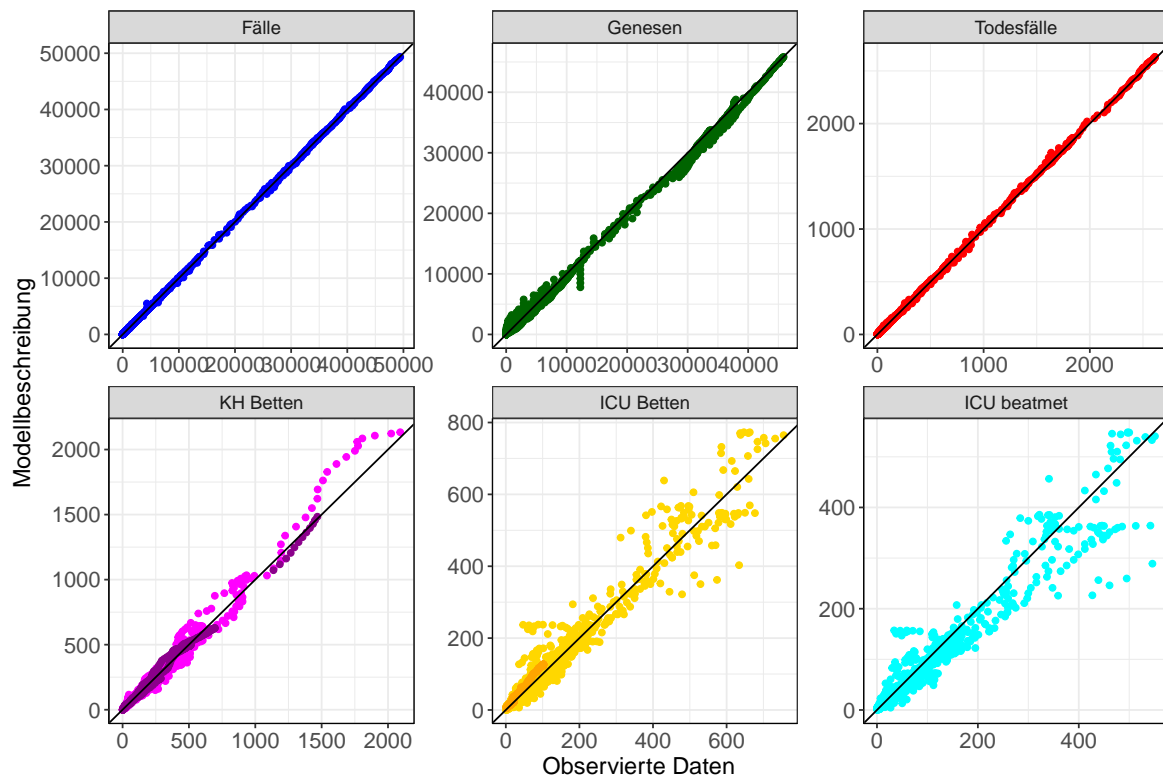 Fälle Genesen Todesfälle
50000
40000
30000
20000
10000
0
0 10000 20000 30000 40000 50000
40000
30000
20000
10000
0
0 10000 20000 30000 40000
2000
1000
0
0 1000 2000
KH Betten ICU Betten ICU beatmet
2000
1500
1000
500
0
0 500 1000 1500 2000
800
600
400
200
0
0 200 400 600
400
200
0
0 200 400
Modellbeschreibung
Observierte Daten